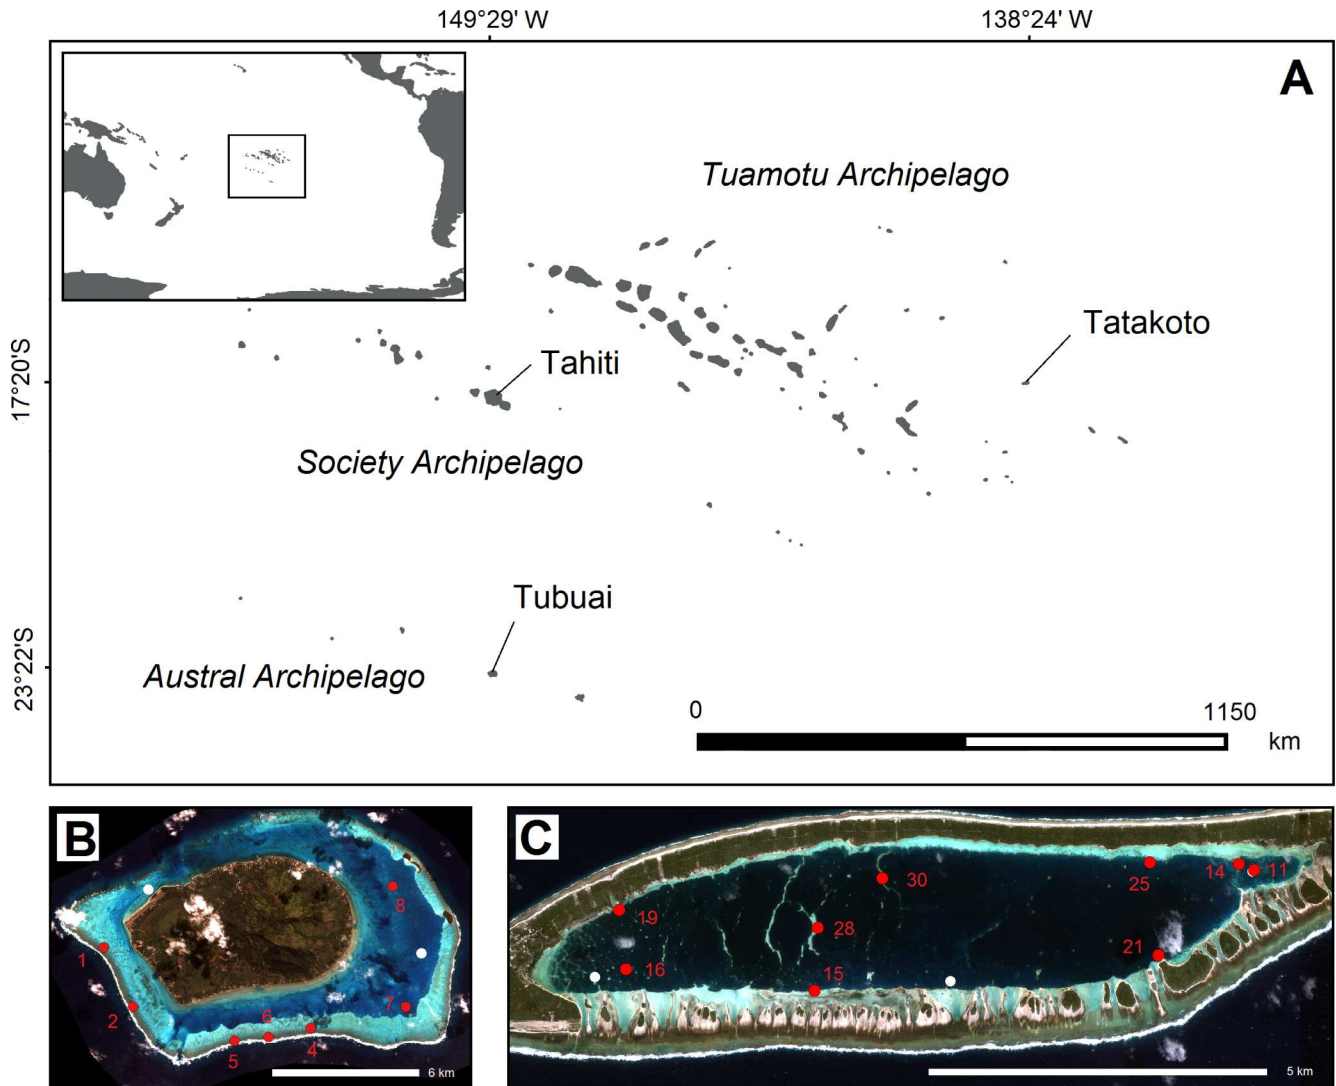 149°29' W
138°24' W
A
Tuamotu Archipelago
Tatakoto
Tahiti
17°20'S
Society Archipelago
Tubuai
23°22'S
Austral Archipelago
0
1150
km
B
8
1
2
7
6
5
4
6 km
C
30
25
14
11
19
28
21
16
15
5 km